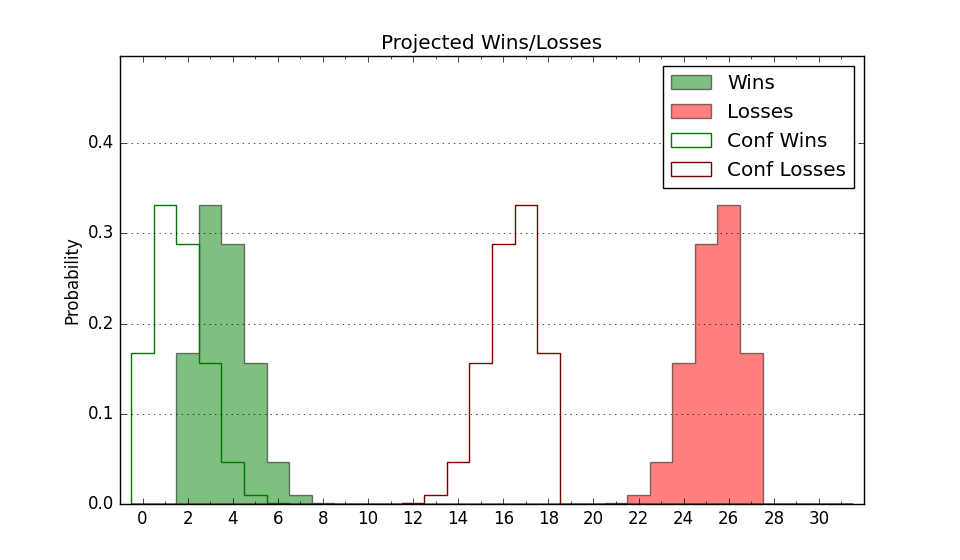 Projected Wins/Losses
Wins
Losses
Conf Wins
Conf Losses
Probability
0.4
0.3
0.2
0.1
0.0
0 2 4 6 8 10 12 14 16 18 20 22 24 26 28 30